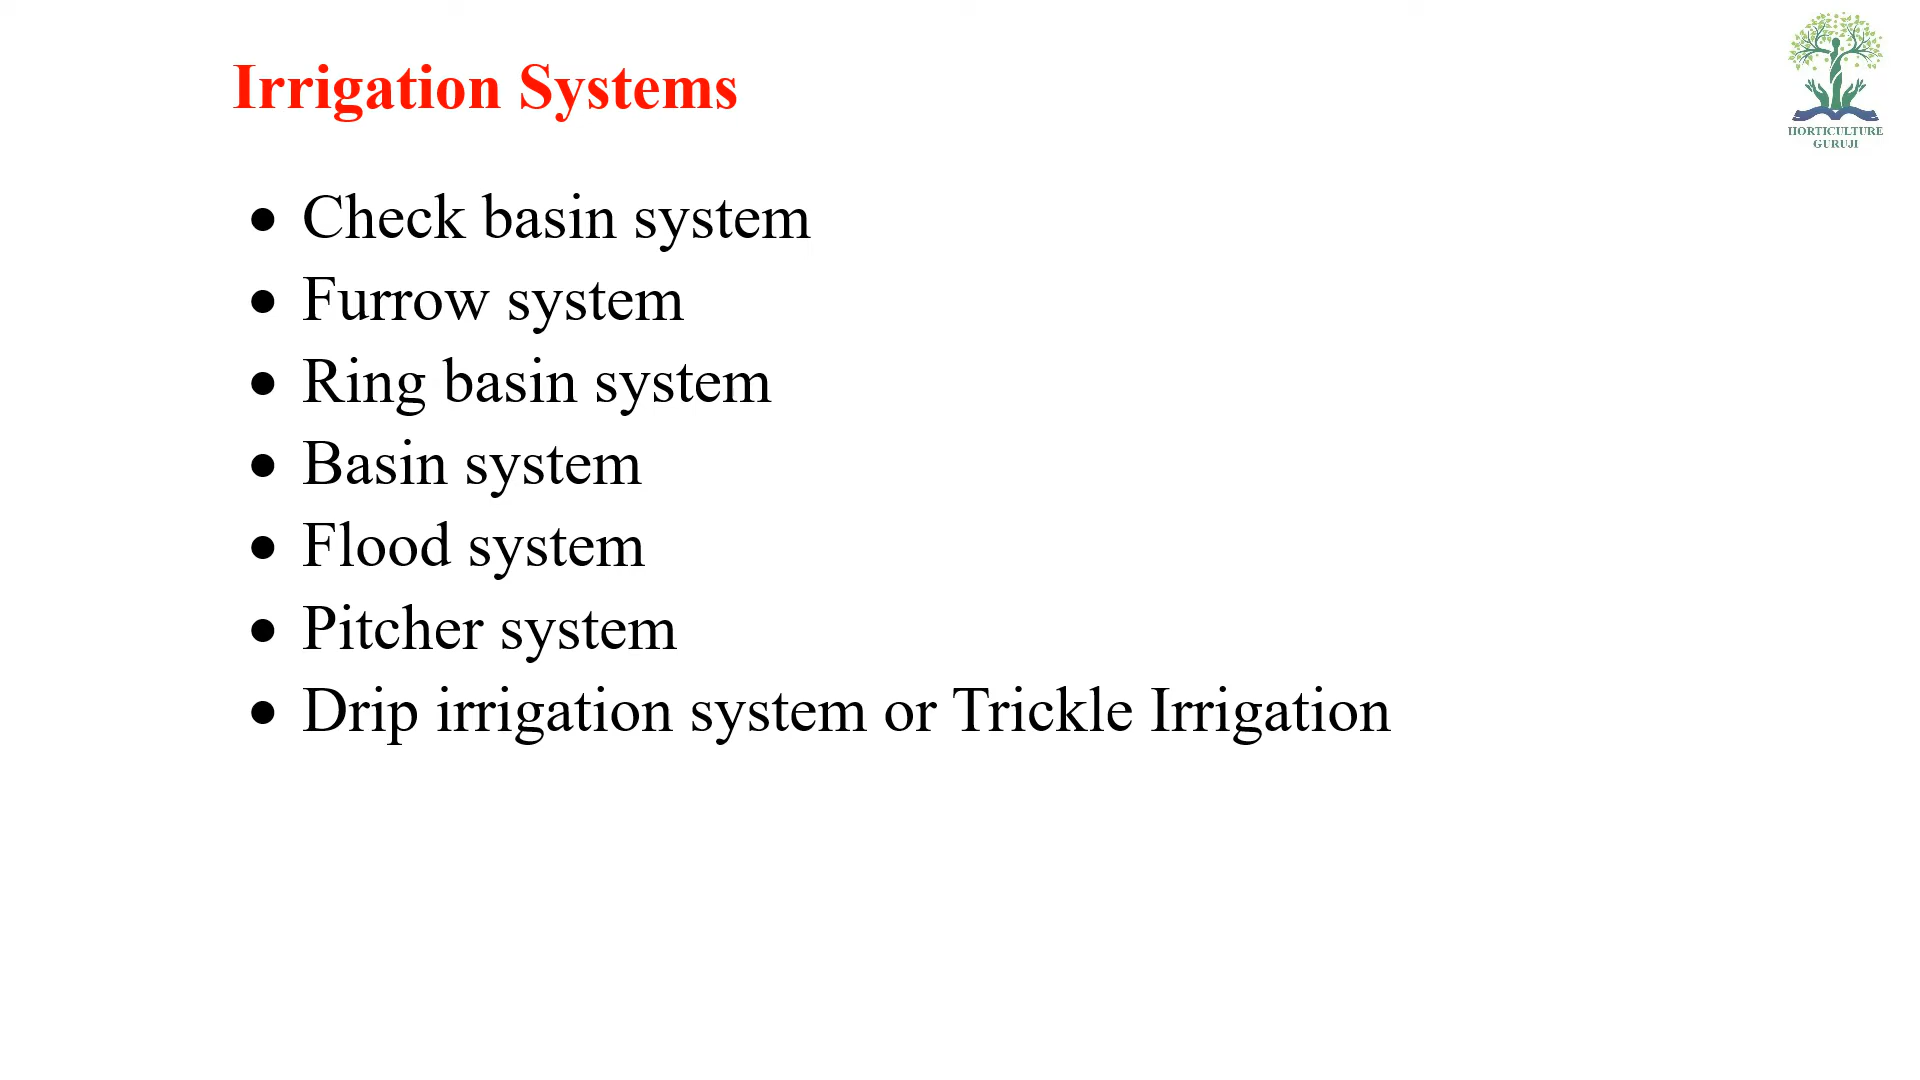 Irrigation Systems
HORTICULTURE
GURUJI
• Check basin system
• Furrow system
• Ring basin system
• Basin system
• Flood system
• Pitcher system
• Drip irrigation system or Trickle Irrigation